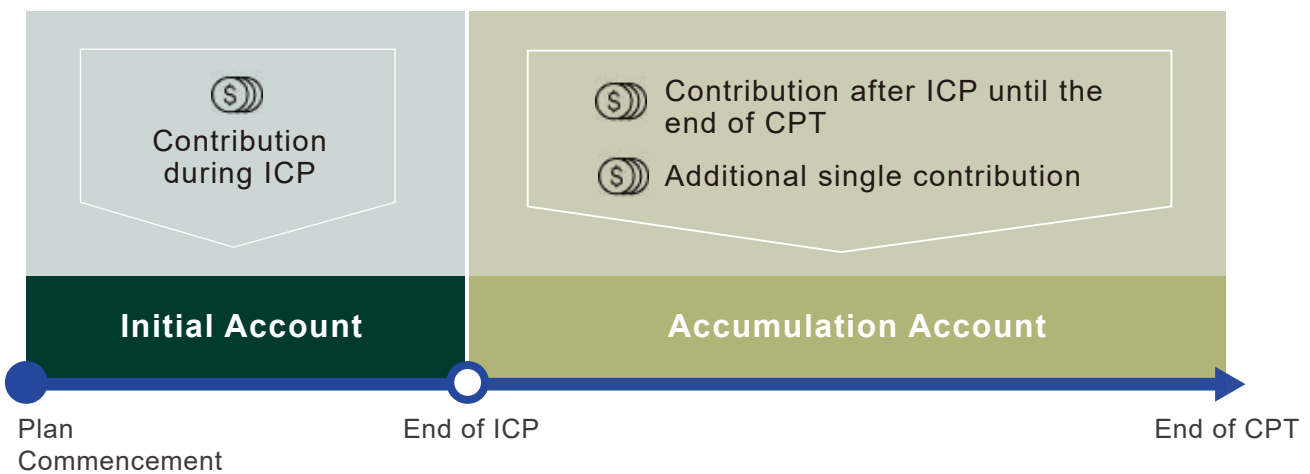 Contribution
during ICP
Contribution after ICP until the
end of CPT
Additional single contribution
Initial Account
Accumulation Account
Plan
Commencement
End of ICP
End of CPT